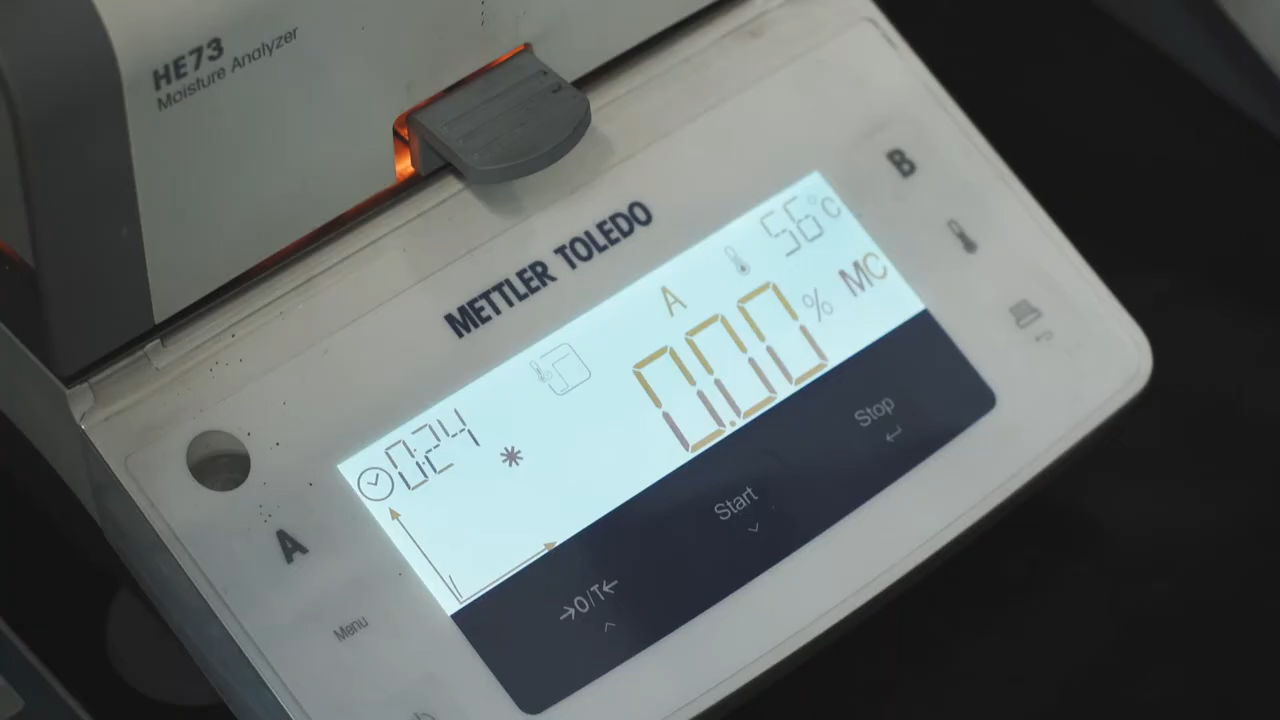 HE73
Moisture Analyzer
METTLER TOLEDO
B
56°C
A
0.00 % MC
0:24
*
A
Menu
→0/T←
Start
Stop